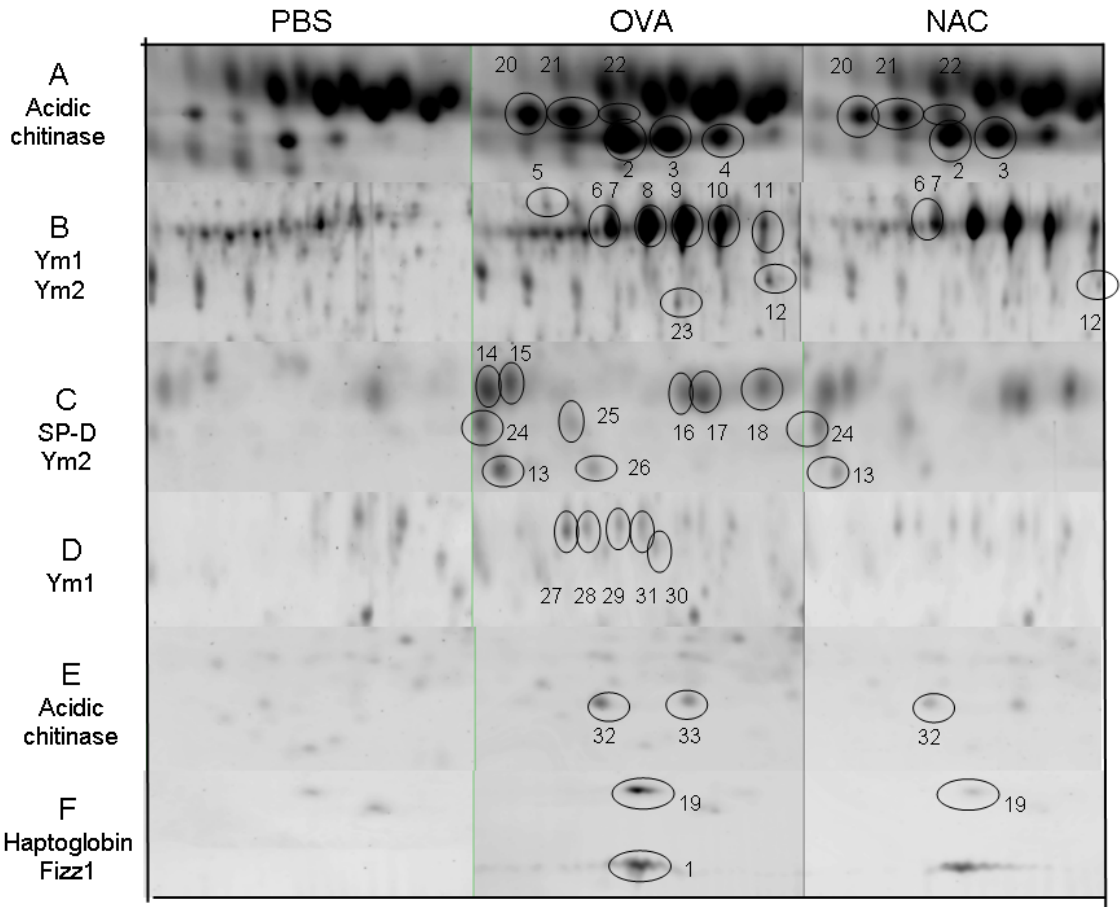 PBS OVA NAC
A
Acidic
chitinase
20 21 22
2 3 4
20 21 22
2 3
B
Ym1
Ym2
5 6 7 8 9 10 11
12
23
6 7
12
C
SP-D
Ym2
14 15
25
24 16 17 18
13 26
24
13
D
Ym1
27 28 29 31 30
E
Acidic
chitinase
32 33
32
F
Haptoglobin
Fizz1
19
1
19